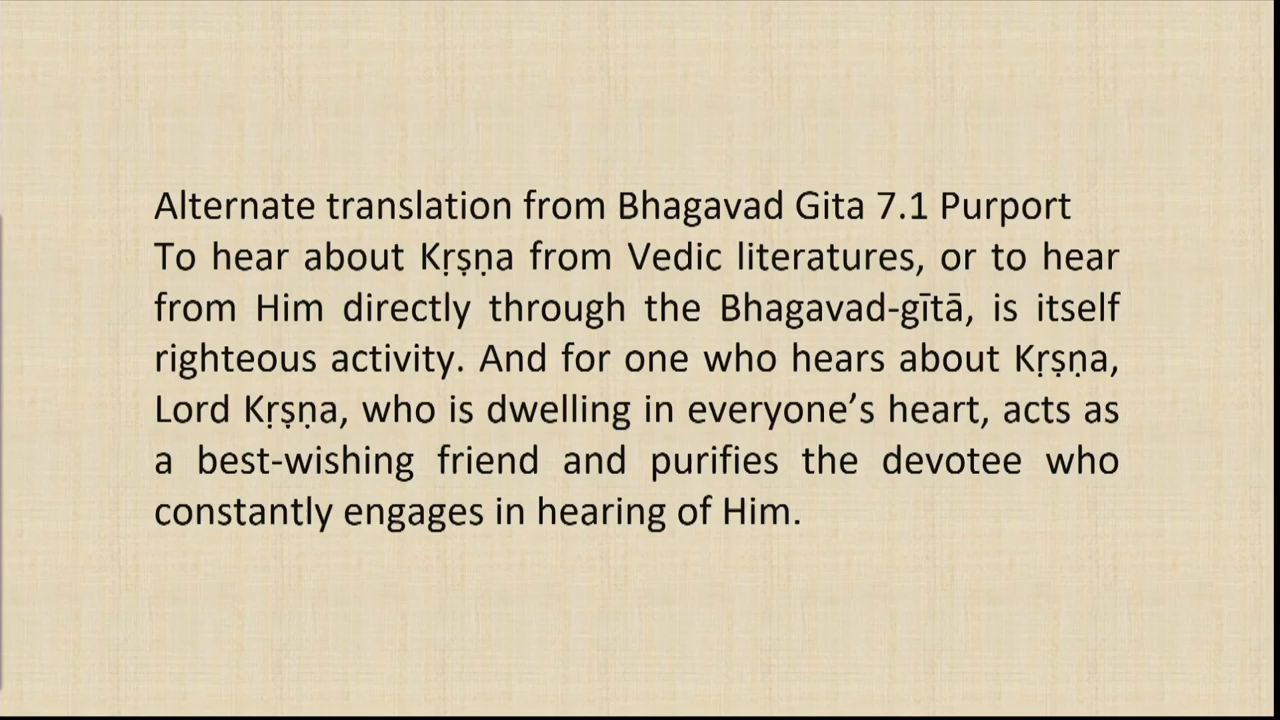 Alternate translation from Bhagavad Gita 7.1 Purport
To hear about Kṛṣṇa from Vedic literatures, or to hear
from Him directly through the Bhagavad-gītā, is itself
righteous activity. And for one who hears about Kṛṣṇa,
Lord Kṛṣṇa, who is dwelling in everyone’s heart, acts as
a best-wishing friend and purifies the devotee who
constantly engages in hearing of Him.